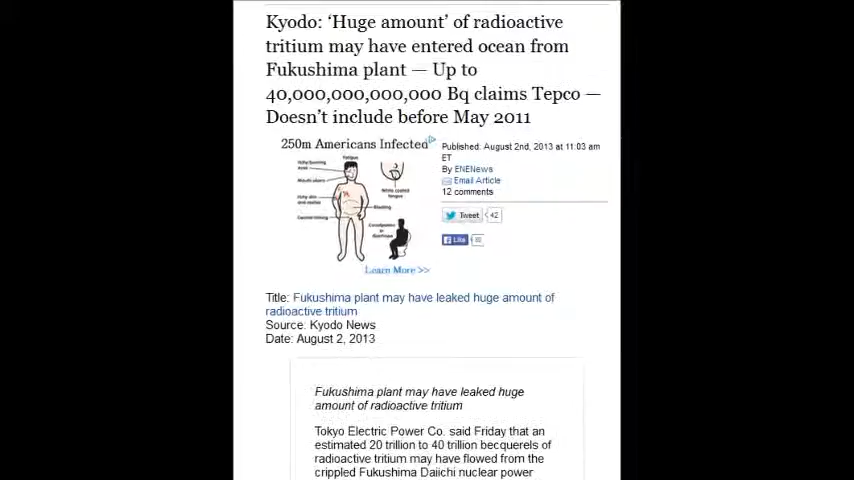 Kyodo: ‘Huge amount’ of radioactive
tritium may have entered ocean from
Fukushima plant — Up to
40,000,000,000,000 Bq claims Tepco —
Doesn’t include before May 2011
250m Americans Infected
Published: August 2nd, 2013 at 11:03 am
ET
By ENENews
Email Article
12 comments
Tweet
42
Like
Fatigue
White coated
tongue
Bloating
Learn More >>
Title: Fukushima plant may have leaked huge amount of
radioactive tritium
Source: Kyodo News
Date: August 2, 2013
Fukushima plant may have leaked huge
amount of radioactive tritium
Tokyo Electric Power Co. said Friday that an
estimated 20 trillion to 40 trillion becquerels of
radioactive tritium may have flowed from the
crippled Fukushima Daiichi nuclear power